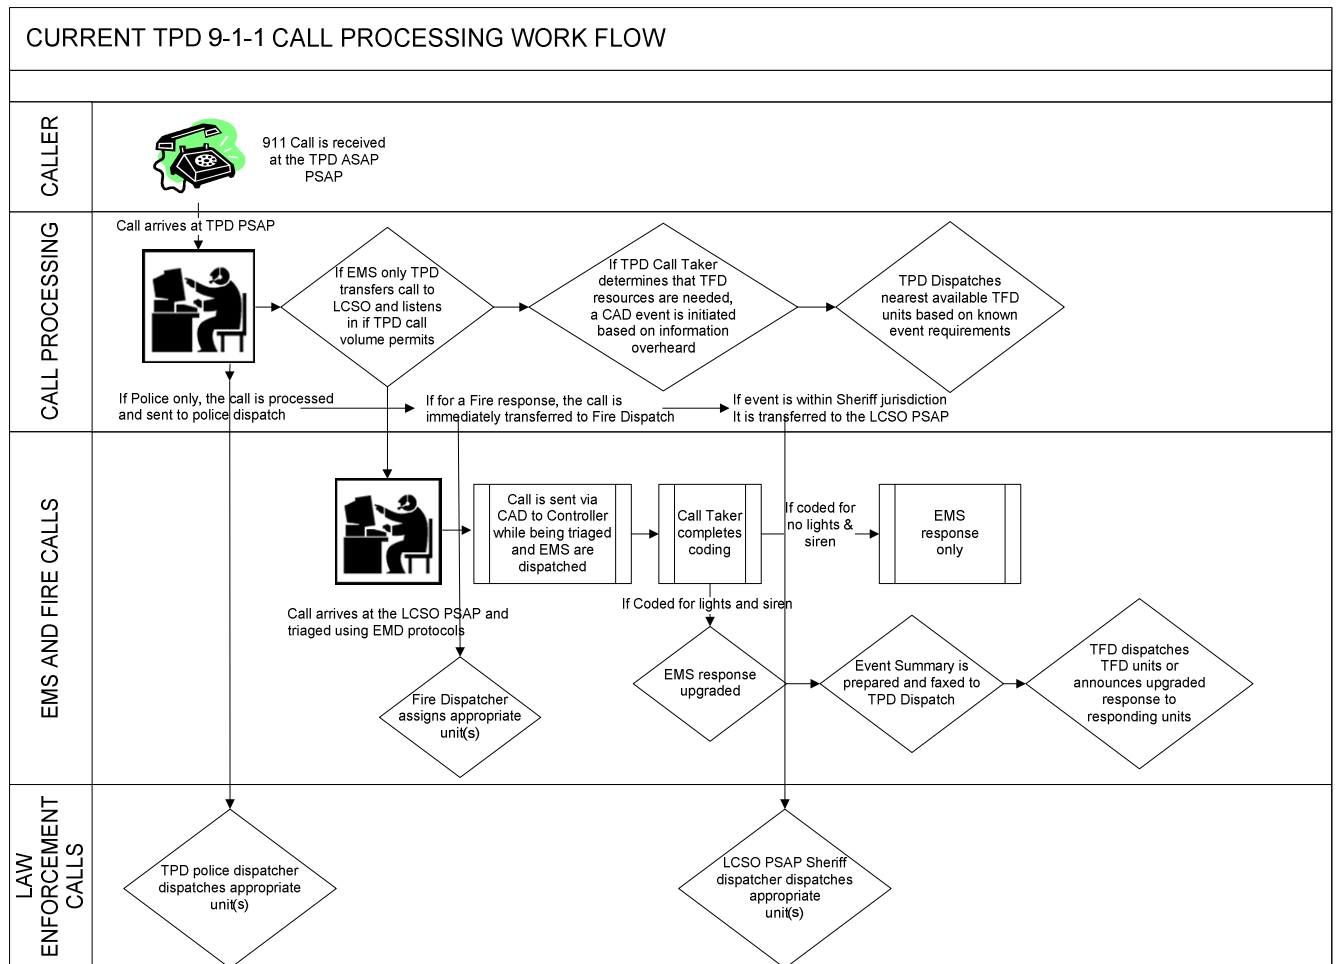 CURRENT TPD 9-1-1 CALL PROCESSING WORK FLOW
CALLER
911 Call is received
at the TPD ASAP
PSAP
CALL PROCESSING
Call arrives at TPD PSAP
If EMS only TPD
transfers call to
LCSO and listens
in if TPD call
volume permits
If TPD Call Taker
determines that TFD
resources are needed,
a CAD event is initiated
based on information
overheard
TPD Dispatches
nearest available TFD
units based on known
event requirements
If Police only, the call is processed
and sent to police dispatch
If for a Fire response, the call is
immediately transferred to Fire Dispatch
If event is within Sheriff jurisdiction
It is transferred to the LCSO PSAP
EMS AND FIRE CALLS
Call is sent via
CAD to Controller
while being triaged
and EMS are
dispatched
Call Taker
completes
coding
If coded for
no lights &
siren
EMS
response
only
Call arrives at the LCSO PSAP and
triaged using EMD protocols
If Coded for lights and siren
Fire Dispatcher
assigns appropriate
unit(s)
EMS response
upgraded
Event Summary is
prepared and faxed to
TPD Dispatch
TFD dispatches
TFD units or
announces upgraded
response to
responding units
LAW
ENFORCEMENT
CALLS
TPD police dispatcher
dispatches appropriate
unit(s)
LCSO PSAP Sheriff
dispatcher dispatches
appropriate
unit(s)